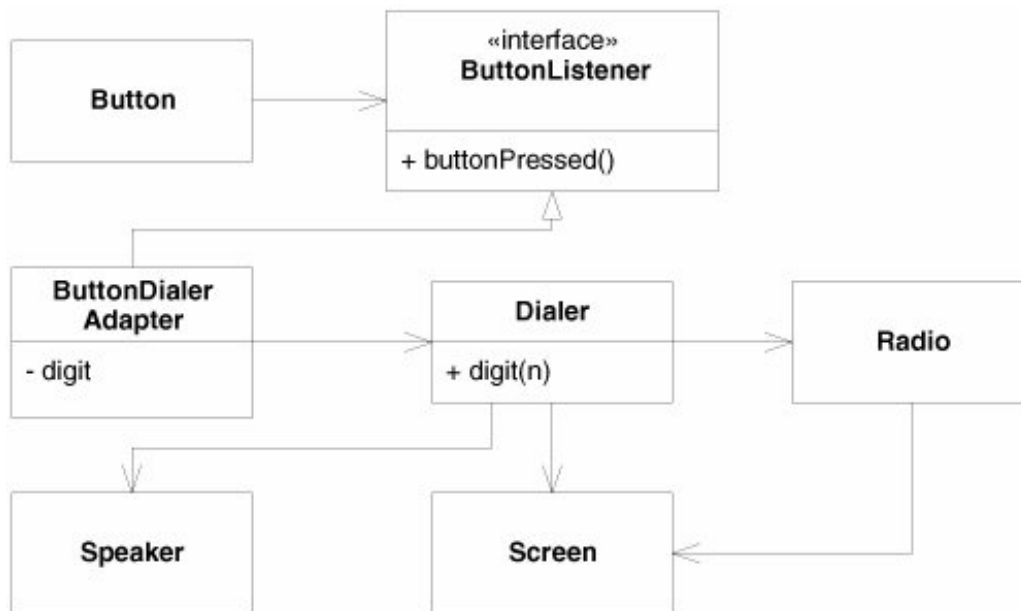 «interface»
ButtonListener
Button
+ buttonPressed()
ButtonDialer
Adapter
- digit
Dialer
+ digit(n)
Radio
Speaker
Screen